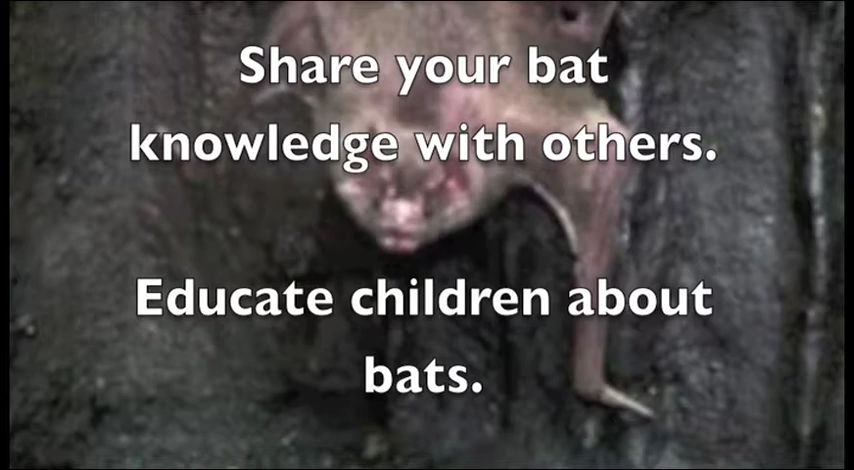 Share your bat
knowledge with others.
Educate children about
bats.